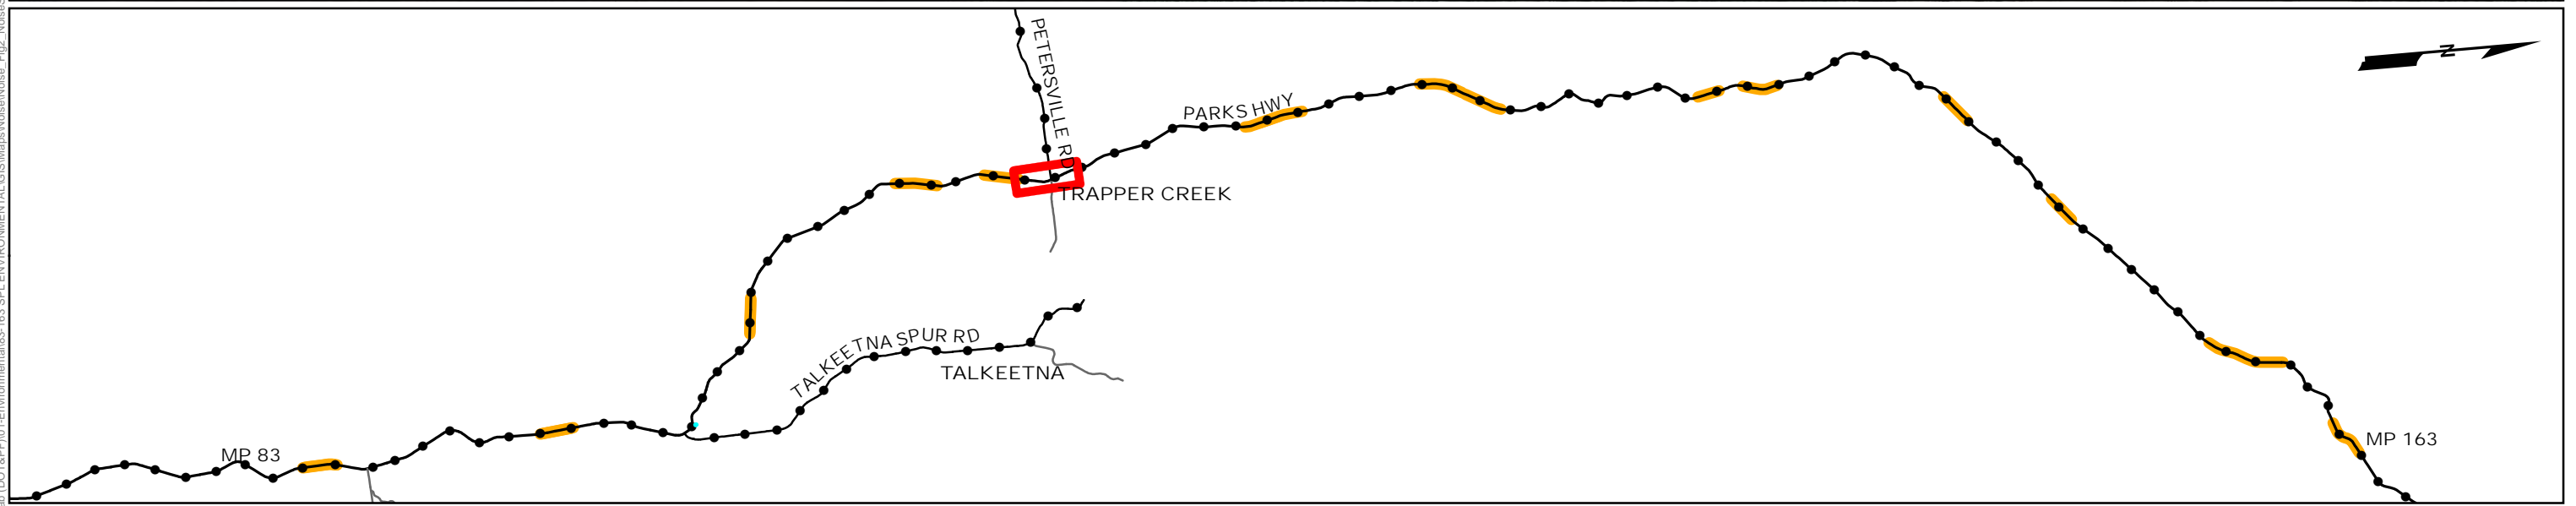 PETERSVILLE RD
N
PARKS HWY
TRAPPER CREEK
TALKEETNA SPUR RD
TALKEETNA
MP 83
MP 163